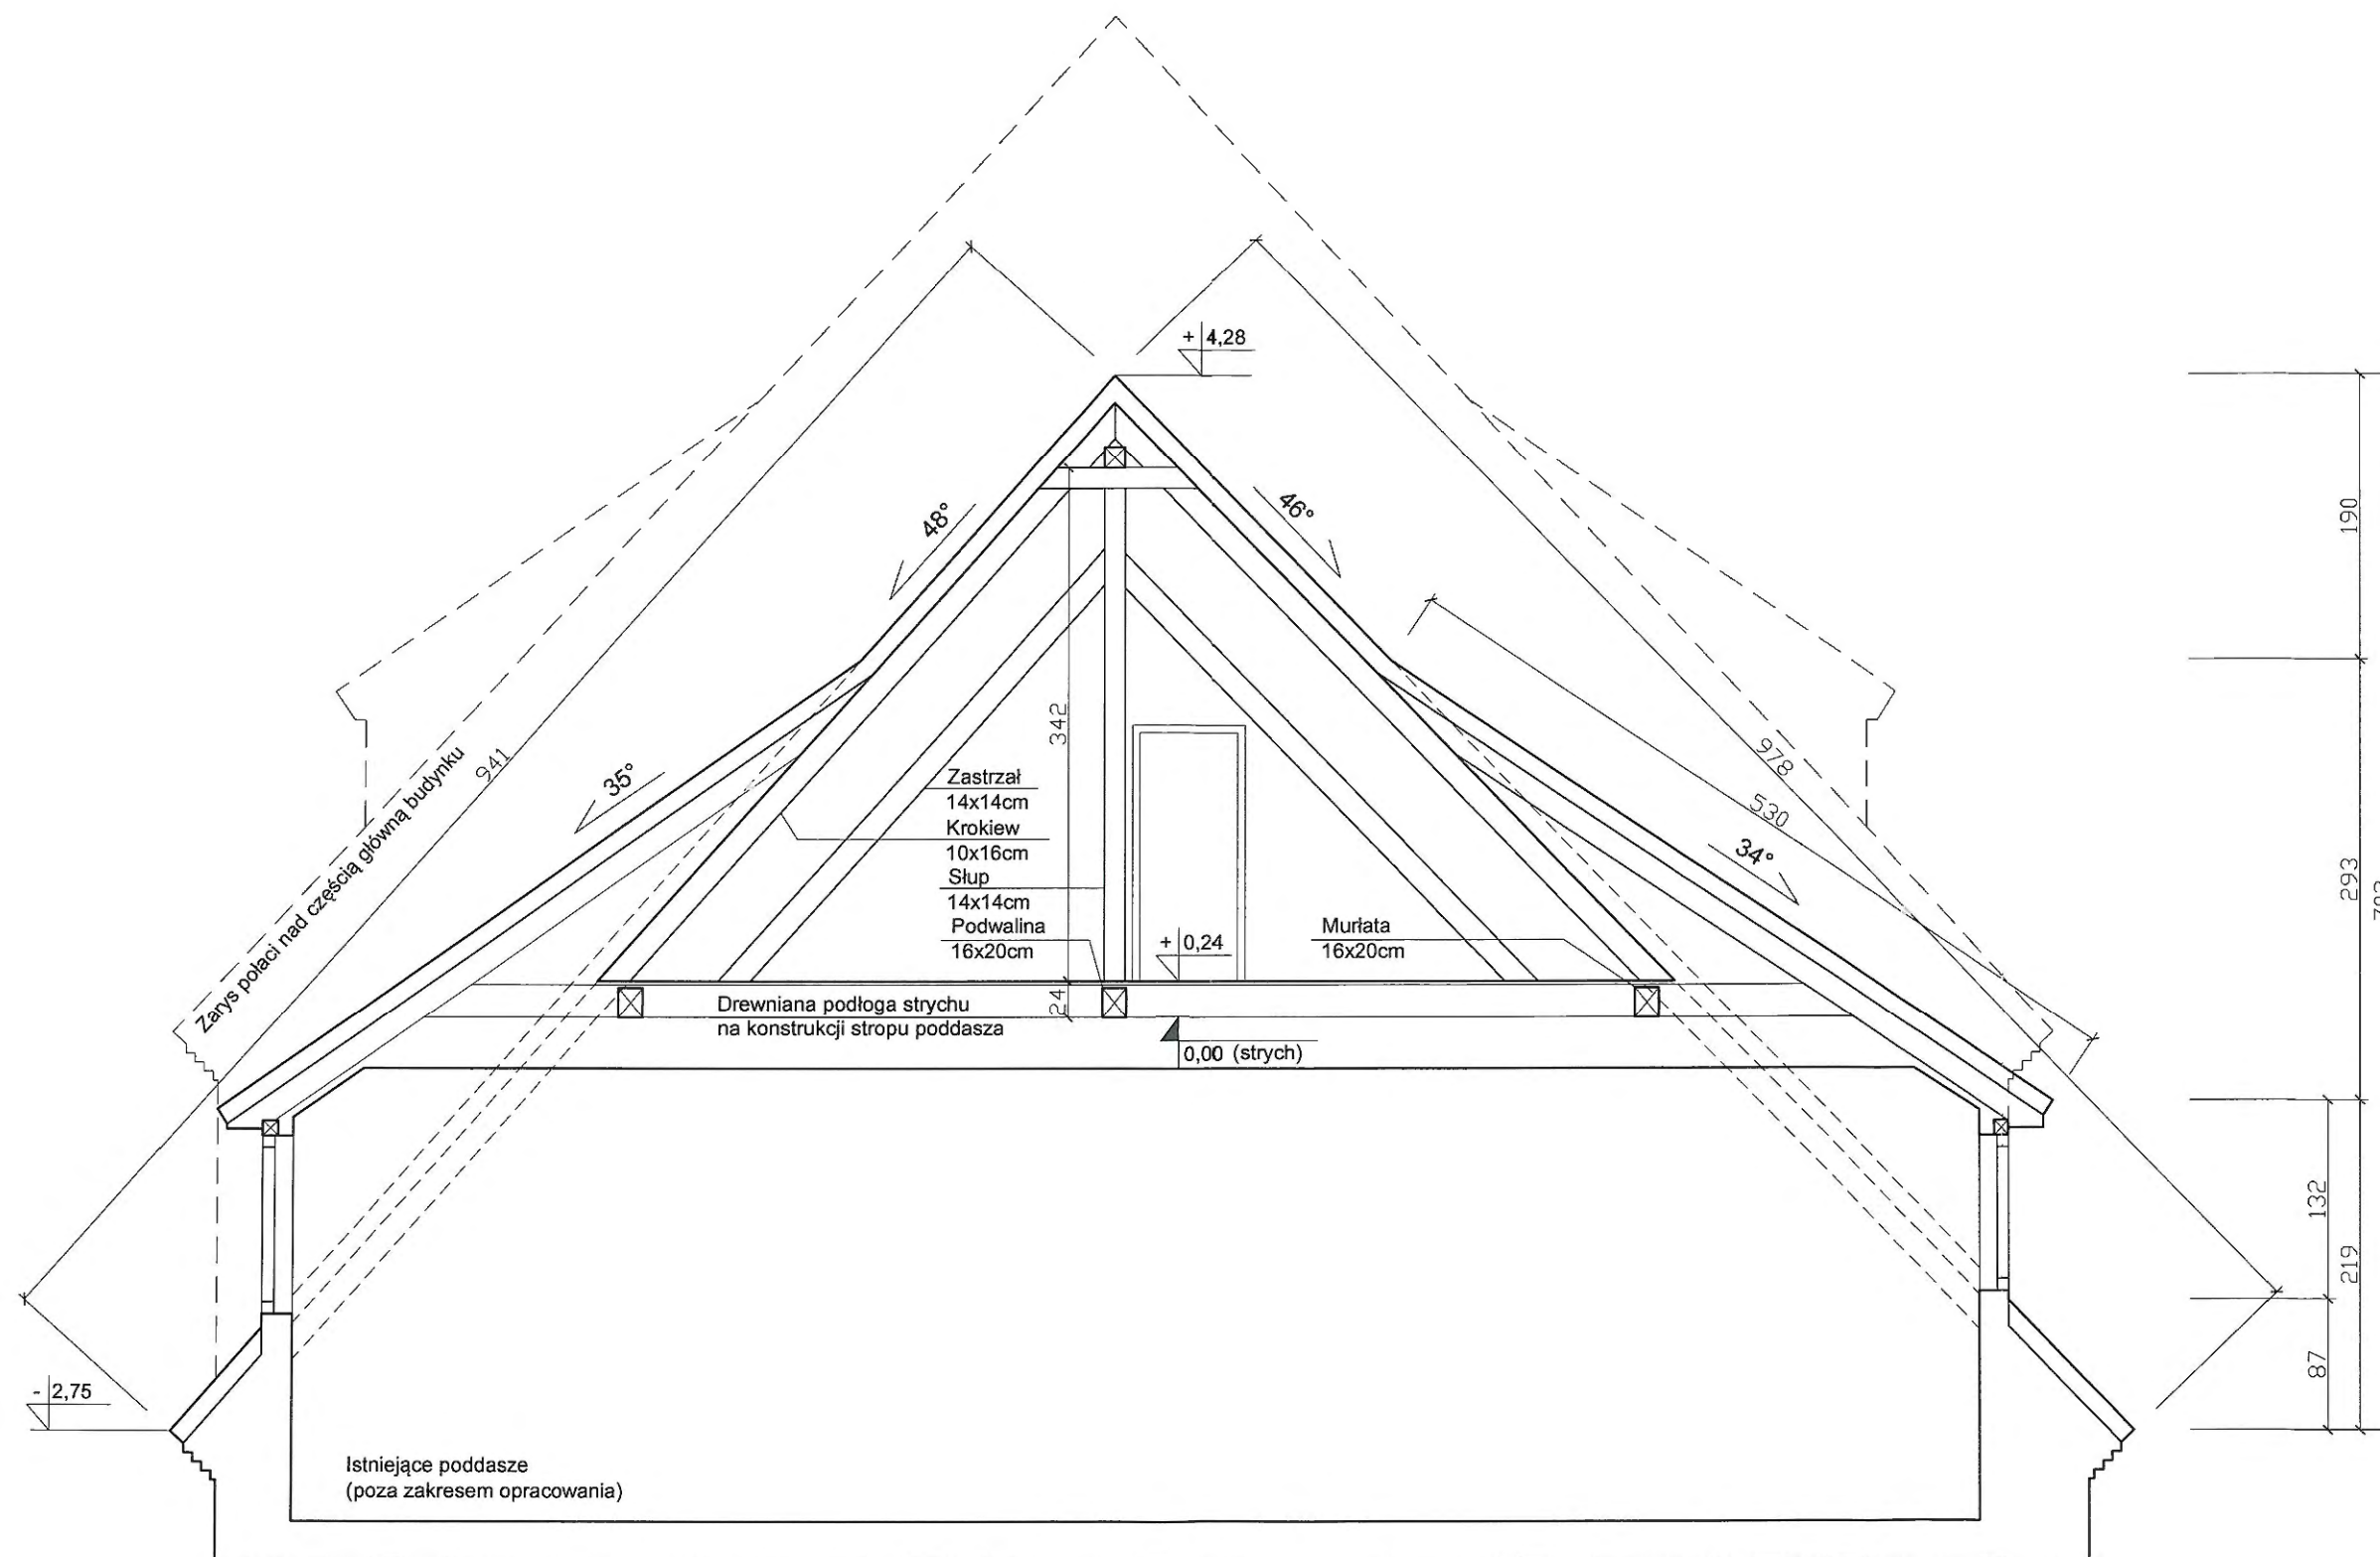 + 4,28
48°
46°
190
35°
342
941
Zarys połaci nad częścią główną budynku
978
530
34°
293
Zastrzał
14x14cm
Krokiew
10x16cm
Słup
14x14cm
Podwalina
16x20cm
+ 0,24
Murłata
16x20cm
Drewniana podłoga strychu
na konstrukcji stropu poddasza
24
0,00 (strych)
132
219
87
- 2,75
Istniejące poddasze
(poza zakresem opracowania)